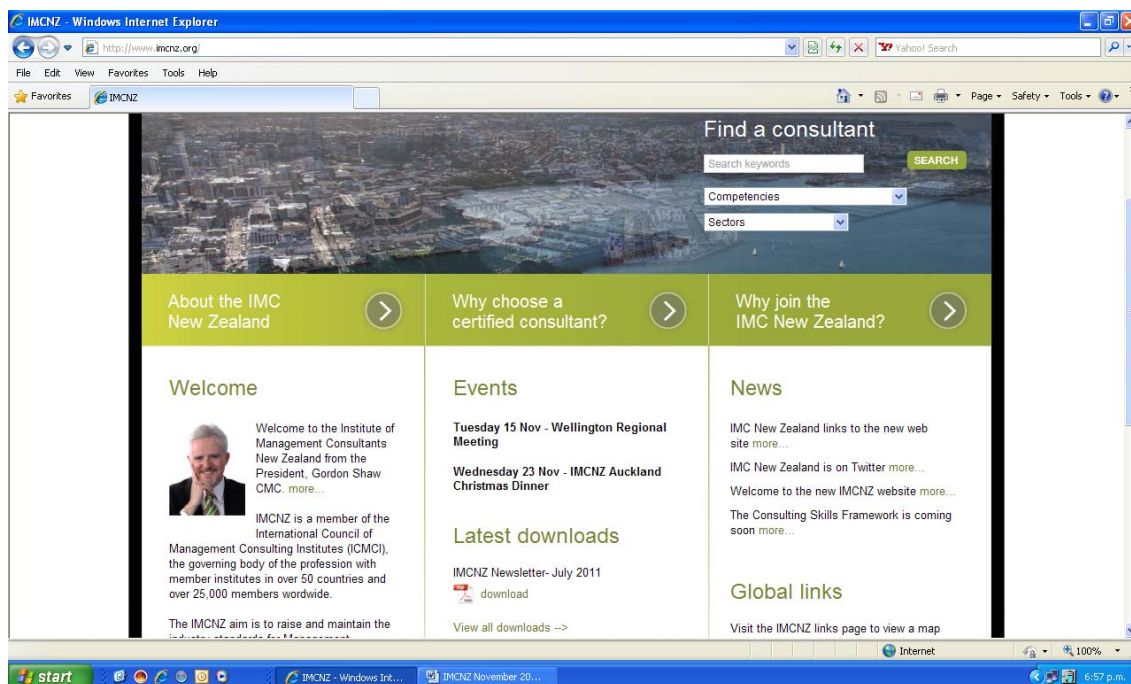 IMCNZ - Windows Internet Explorer
http://www.imcnz.org/
Yahoo! Search
File Edit View Favorites Tools Help
Favorites
IMCNZ
Page
Safety
Tools
Find a consultant
Search keywords
SEARCH
Competencies
Sectors
About the IMC
New Zealand
Why choose a
certified consultant?
Why join the
IMC New Zealand?
Welcome
Welcome to the Institute of
Management Consultants
New Zealand from the
President, Gordon Shaw
CMC. more...
IMCNZ is a member of the
International Council of
Management Consulting Institutes (ICMCI),
the governing body of the profession with
member institutes in over 50 countries and
over 25,000 members wordwide.
The IMCNZ aim is to raise and maintain the
industry standards for Management
Events
Tuesday 15 Nov - Wellington Regional
Meeting
Wednesday 23 Nov - IMCNZ Auckland
Christmas Dinner
Latest downloads
IMCNZ Newsletter- July 2011
download
View all downloads -->
News
IMC New Zealand links to the new web
site more...
IMC New Zealand is on Twitter more...
Welcome to the new IMCNZ website more...
The Consulting Skills Framework is coming
soon more...
Global links
Visit the IMCNZ links page to view a map
Internet
100%
start
IMCNZ - Windows Int...
IMCNZ November 20...
6:57 p.m.